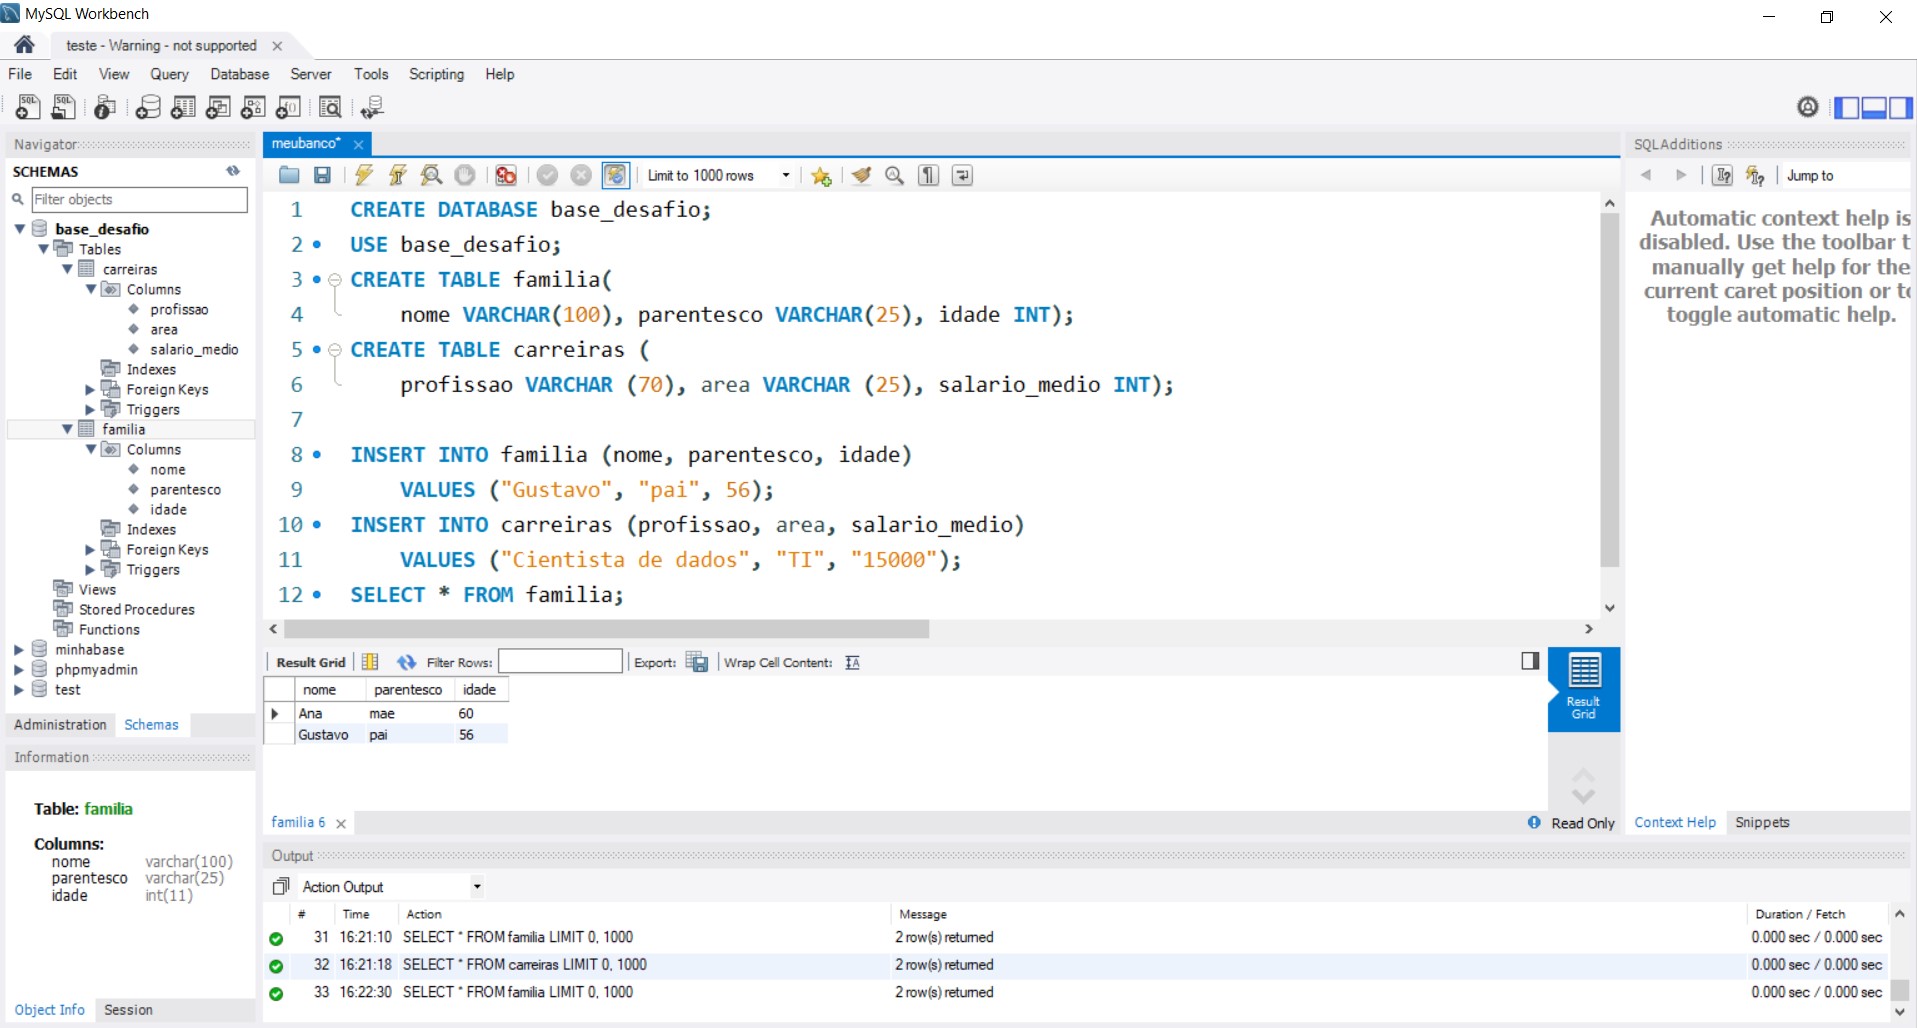 MySQL Workbench
teste - Warning - not supported
File Edit View Query Database Server Tools Scripting Help
Navigator
SCHEMAS
Filter objects
base_desafio
Tables
carreiras
Columns
profissao
area
salario_medio
Indexes
Foreign Keys
Triggers
familia
Columns
nome
parentesco
idade
Indexes
Foreign Keys
Triggers
Views
Stored Procedures
Functions
minhabase
phpmyadmin
test
Administration Schemas
Information
Table: familia
Columns:
nome varchar(100)
parentesco varchar(25)
idade int(11)
Object Info Session
meubanco*
Limit to 1000 rows
1 CREATE DATABASE base_desafio;
2 USE base_desafio;
3 CREATE TABLE familia(
4 nome VARCHAR(100), parentesco VARCHAR(25), idade INT);
5 CREATE TABLE carreiras (
6 profissao VARCHAR (70), area VARCHAR (25), salario_medio INT);
7
8 INSERT INTO familia (nome, parentesco, idade)
9 VALUES ("Gustavo", "pai", 56);
10 INSERT INTO carreiras (profissao, area, salario_medio)
11 VALUES ("Cientista de dados", "TI", "15000");
12 SELECT * FROM familia;
Result Grid Filter Rows: Export: Wrap Cell Content:
nome parentesco idade
Ana mae 60
Gustavo pai 56
Result
Grid
familia 6
Read Only
SQLAdditions
Jump to
Automatic context help is
disabled. Use the toolbar t
manually get help for the
current caret position or to
toggle automatic help.
Context Help Snippets
Output
Action Output
# Time Action Message Duration / Fetch
31 16:21:10 SELECT * FROM familia LIMIT 0, 1000 2 row(s) returned 0.000 sec / 0.000 sec
32 16:21:18 SELECT * FROM carreiras LIMIT 0, 1000 2 row(s) returned 0.000 sec / 0.000 sec
33 16:22:30 SELECT * FROM familia LIMIT 0, 1000 2 row(s) returned 0.000 sec / 0.000 sec